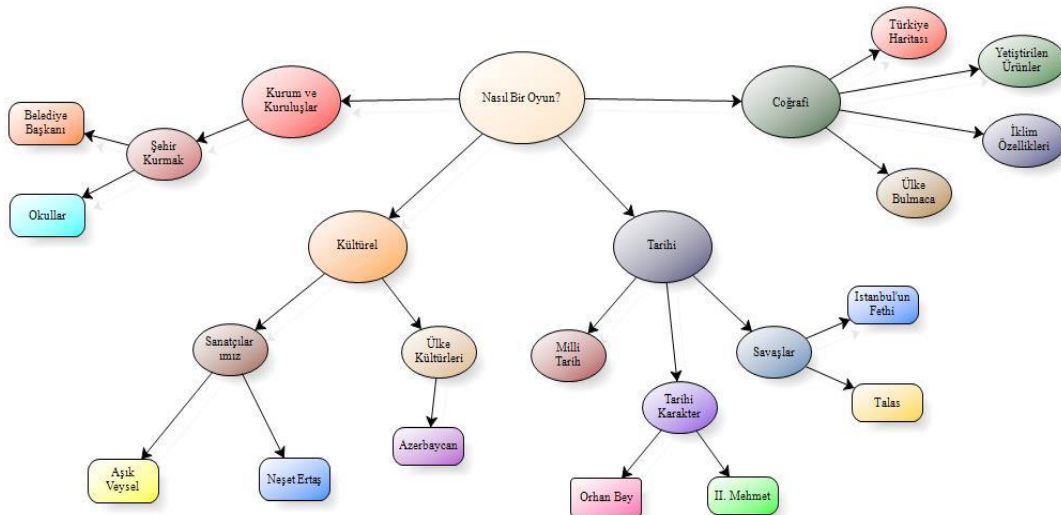 Nasıl Bir Oyun?
Kurum ve
Kuruluşlar
Şehir
Kurmak
Belediye
Başkanı
Okullar
Kültürel
Sanatçılar
ımız
Aşık
Veysel
Neşet Ertaş
Ülke
Kültürleri
Azerbaycan
Tarihi
Milli
Tarih
Tarihi
Karakter
Orhan Bey
II. Mehmet
Savaşlar
İstanbul'un
Fethi
Talas
Coğrafi
Türkiye
Haritası
Yetiştirilen
Ürünler
İklim
Özellikleri
Ülke
Bulmaca